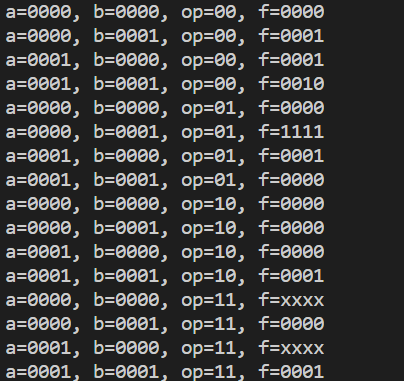 a=0000, b=0000, op=00, f=0000
a=0000, b=0001, op=00, f=0001
a=0001, b=0000, op=00, f=0001
a=0001, b=0001, op=00, f=0010
a=0000, b=0000, op=01, f=0000
a=0000, b=0001, op=01, f=1111
a=0001, b=0000, op=01, f=0001
a=0001, b=0001, op=01, f=0000
a=0000, b=0000, op=10, f=0000
a=0000, b=0001, op=10, f=0000
a=0001, b=0000, op=10, f=0000
a=0001, b=0001, op=10, f=0001
a=0000, b=0000, op=11, f=xxxx
a=0000, b=0001, op=11, f=0000
a=0001, b=0000, op=11, f=xxxx
a=0001, b=0001, op=11, f=0001